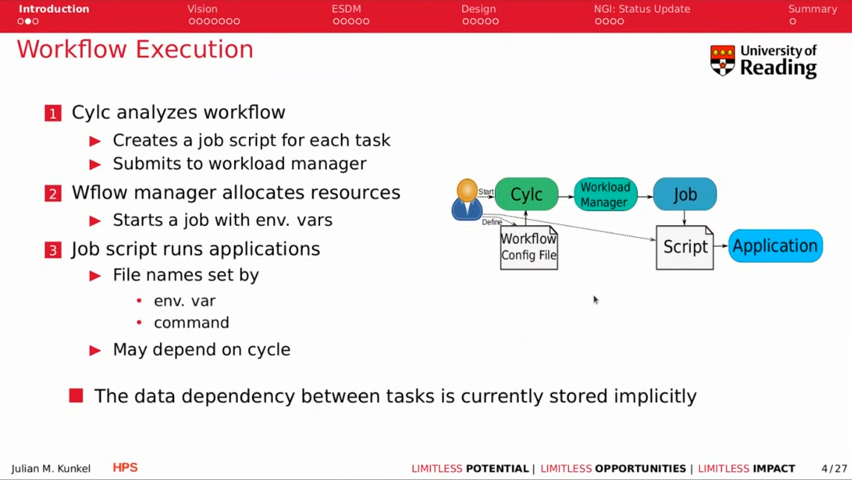 Introduction Vision ESDM Design NGI: Status Update Summary
Workflow Execution
University of
Reading
1 Cylc analyzes workflow
Creates a job script for each task
Submits to workload manager
2 Wflow manager allocates resources
Starts a job with env. vars
3 Job script runs applications
File names set by
env. var
command
May depend on cycle
Start
Cylc
Workload
Manager
Job
Define
Workflow
Config File
Script
Application
The data dependency between tasks is currently stored implicitly
Julian M. Kunkel HPS LIMITLESS POTENTIAL | LIMITLESS OPPORTUNITIES | LIMITLESS IMPACT 4/27